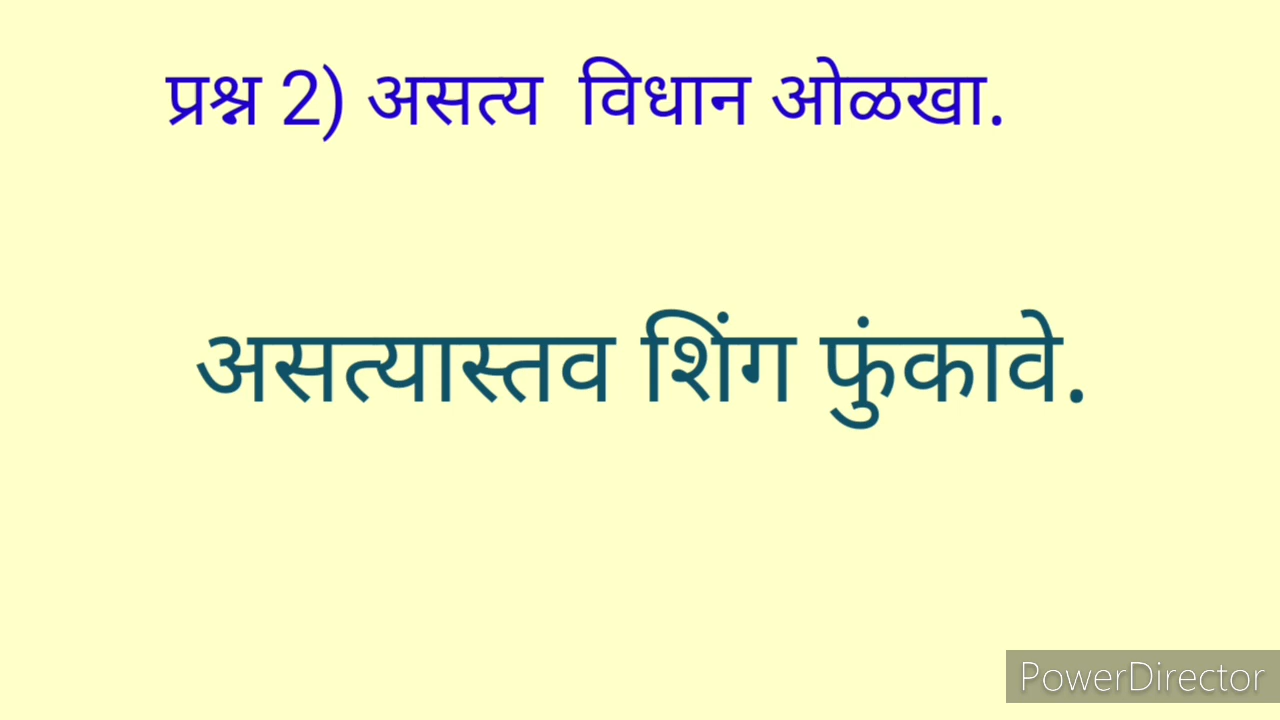 प्रश्न 2) असत्य विधान ओळखा.
असत्यास्तव शिंग फुंकावे.
PowerDirector